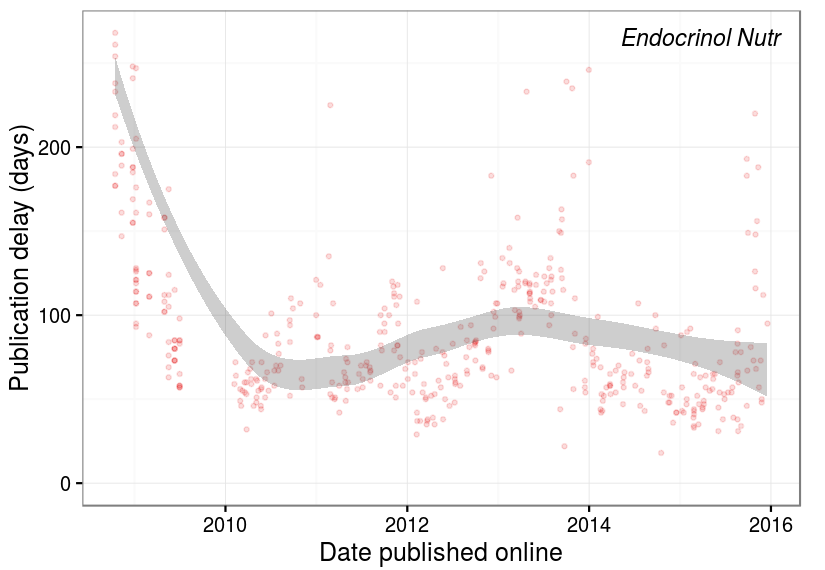 Endocrinol Nutr
Publication delay (days)
200
100
0
2010 2012 2014 2016
Date published online